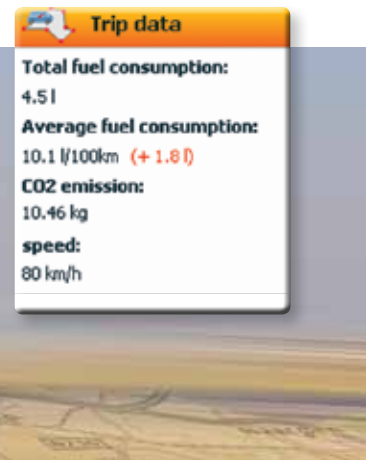 Trip data
Total fuel consumption:
4.5 l
Average fuel consumption:
10.1 l/100km (+ 1.8 l)
CO2 emission:
10.46 kg
speed:
80 km/h